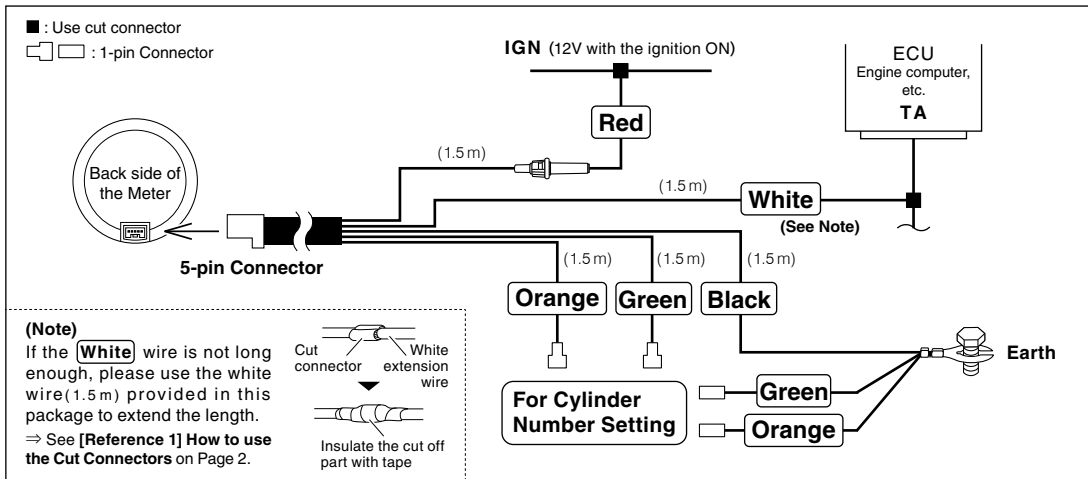 ■ : Use cut connector
: 1-pin Connector
IGN (12V with the ignition ON)
ECU
Engine computer,
etc.
TA
Red
(1.5 m)
Back side of
the Meter
(1.5 m)
White
(See Note)
5-pin Connector
(1.5 m)
(1.5 m)
(1.5 m)
Orange
Green
Black
Earth
For Cylinder
Number Setting
Green
Orange
(Note)
If the White wire is not long
enough, please use the white
wire(1.5 m) provided in this
package to extend the length.
⇒ See [Reference 1] How to use
the Cut Connectors on Page 2.
Cut
connector
White
extension
wire
Insulate the cut off
part with tape